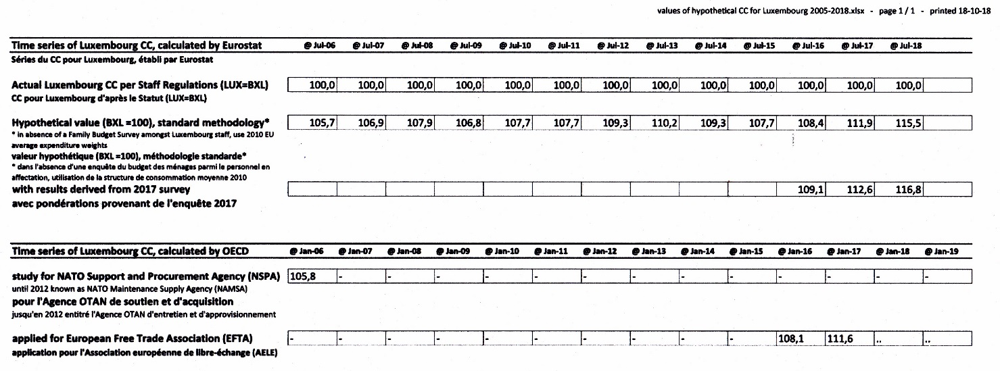 values of hypothetical CC for Luxembourg 2005-2018.xlsx - page 1 / 1 - printed 18-10-18
Time series of Luxembourg CC, calculated by Eurostat @ Jul-06 @ Jul-07 @ Jul-08 @ Jul-09 @ Jul-10 @ Jul-11 @ Jul-12 @ Jul-13 @ Jul-14 @ Jul-15 @ Jul-16 @ Jul-17 @ Jul-18
Séries du CC pour Luxembourg, établi par Eurostat
Actual Luxembourg CC per Staff Regulations (LUX=BXL) 100,0 100,0 100,0 100,0 100,0 100,0 100,0 100,0 100,0 100,0 100,0 100,0 100,0
CC pour Luxembourg d'après le Statut (LUX=BXL)
Hypothetical value (BXL =100), standard methodology* 105,7 106,9 107,9 106,8 107,7 107,7 109,3 110,2 109,3 107,7 108,4 111,9 115,5
* in absence of a Family Budget Survey amongst Luxembourg staff, use 2010 EU
average expenditure weights
valeur hypothétique (BXL =100), méthodologie standarde*
* dans l'absence d'une enquête du budget des ménages parmi le personnel en
affectation, utilisation de la structure de consommation moyenne 2010
with results derived from 2017 survey 109,1 112,6 116,8
avec pondérations provenant de l'enquête 2017
Time series of Luxembourg CC, calculated by OECD @ Jan-06 @ Jan-07 @ Jan-08 @ Jan-09 @ Jan-10 @ Jan-11 @ Jan-12 @ Jan-13 @ Jan-14 @ Jan-15 @ Jan-16 @ Jan-17 @ Jan-18 @ Jan-19
study for NATO Support and Procurement Agency (NSPA) 105,8 - - - - - - - - - - - - -
until 2012 known as NATO Maintenance Supply Agency (NAMSA)
pour l'Agence OTAN de soutien et d'acquisition
jusqu'en 2012 entitré l'Agence OTAN d'entretien et d'approvisionnement
applied for European Free Trade Association (EFTA) - - - - - - - - - - 108,1 111,6 .. ..
application pour l'Association européenne de libre-échange (AELE)